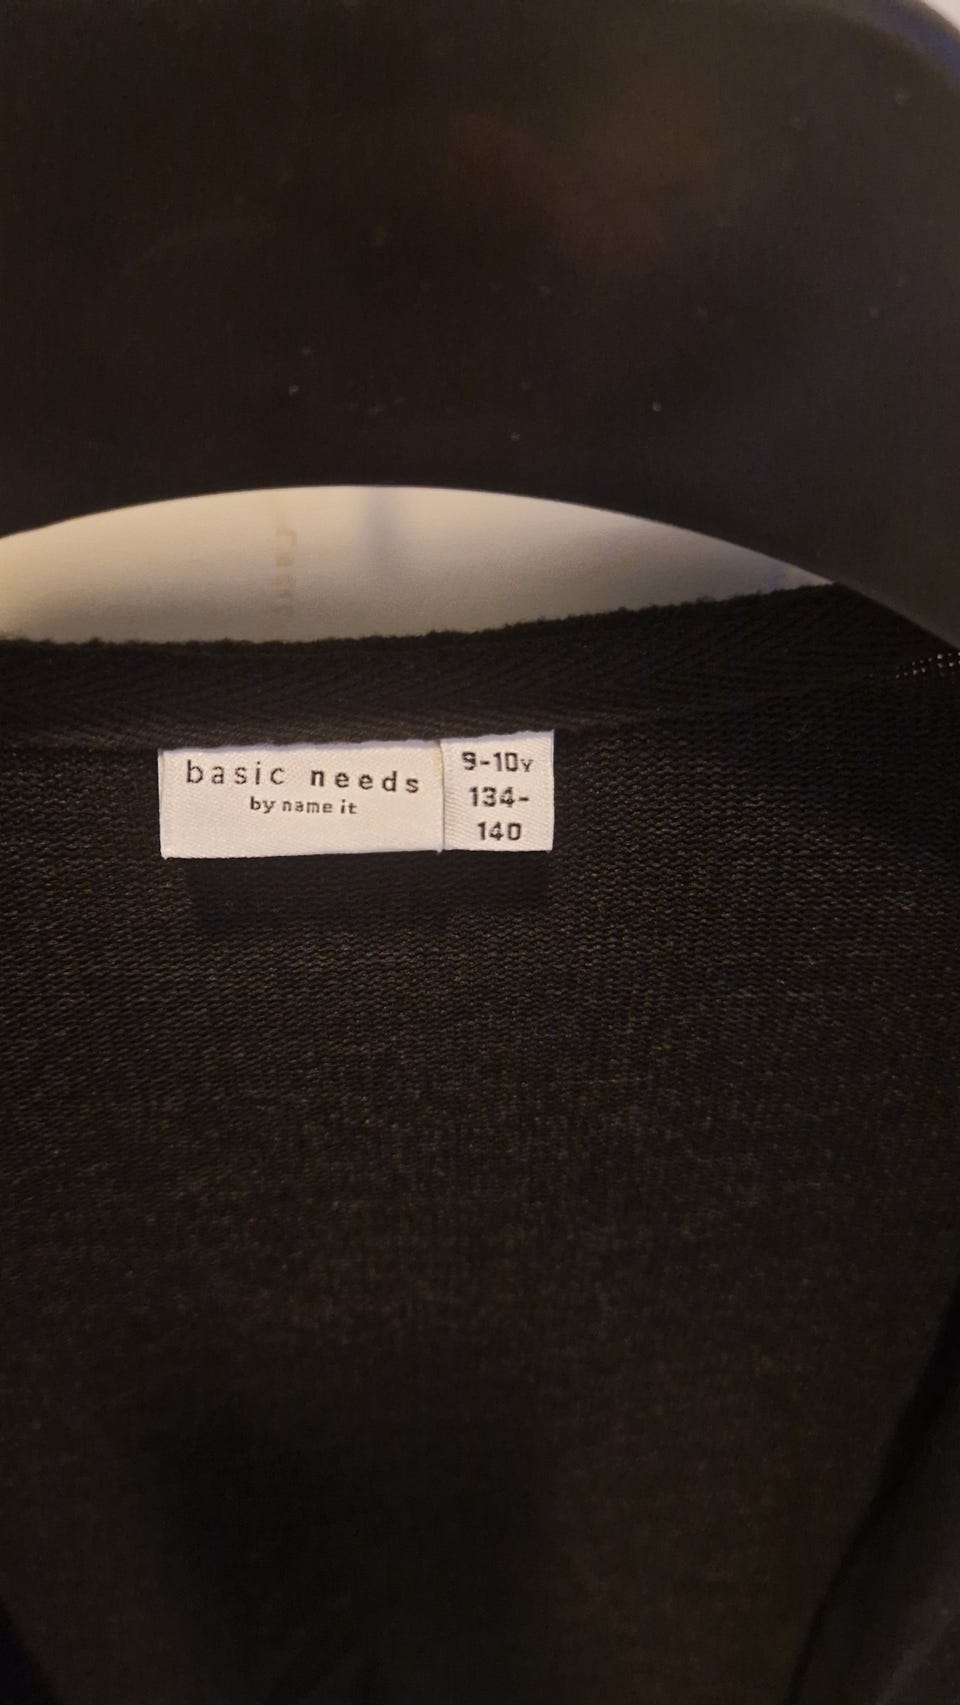 basic needs
by name it
9-10Y
134-
140